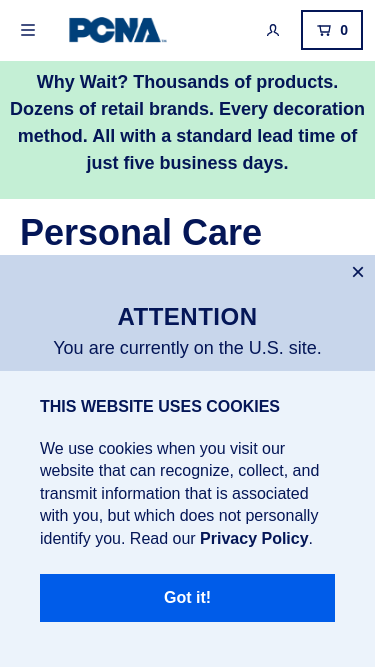 PCNA
0
Why Wait? Thousands of products.
Dozens of retail brands. Every decoration
method. All with a standard lead time of
just five business days.
Personal Care
ATTENTION
You are currently on the U.S. site.
THIS WEBSITE USES COOKIES
We use cookies when you visit our
website that can recognize, collect, and
transmit information that is associated
with you, but which does not personally
identify you. Read our Privacy Policy.
Got it!